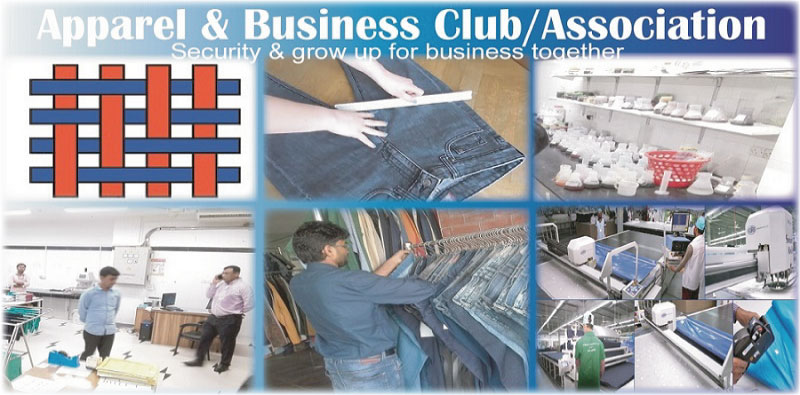 Apparel & Business Club/Association
Security & grow up for business together